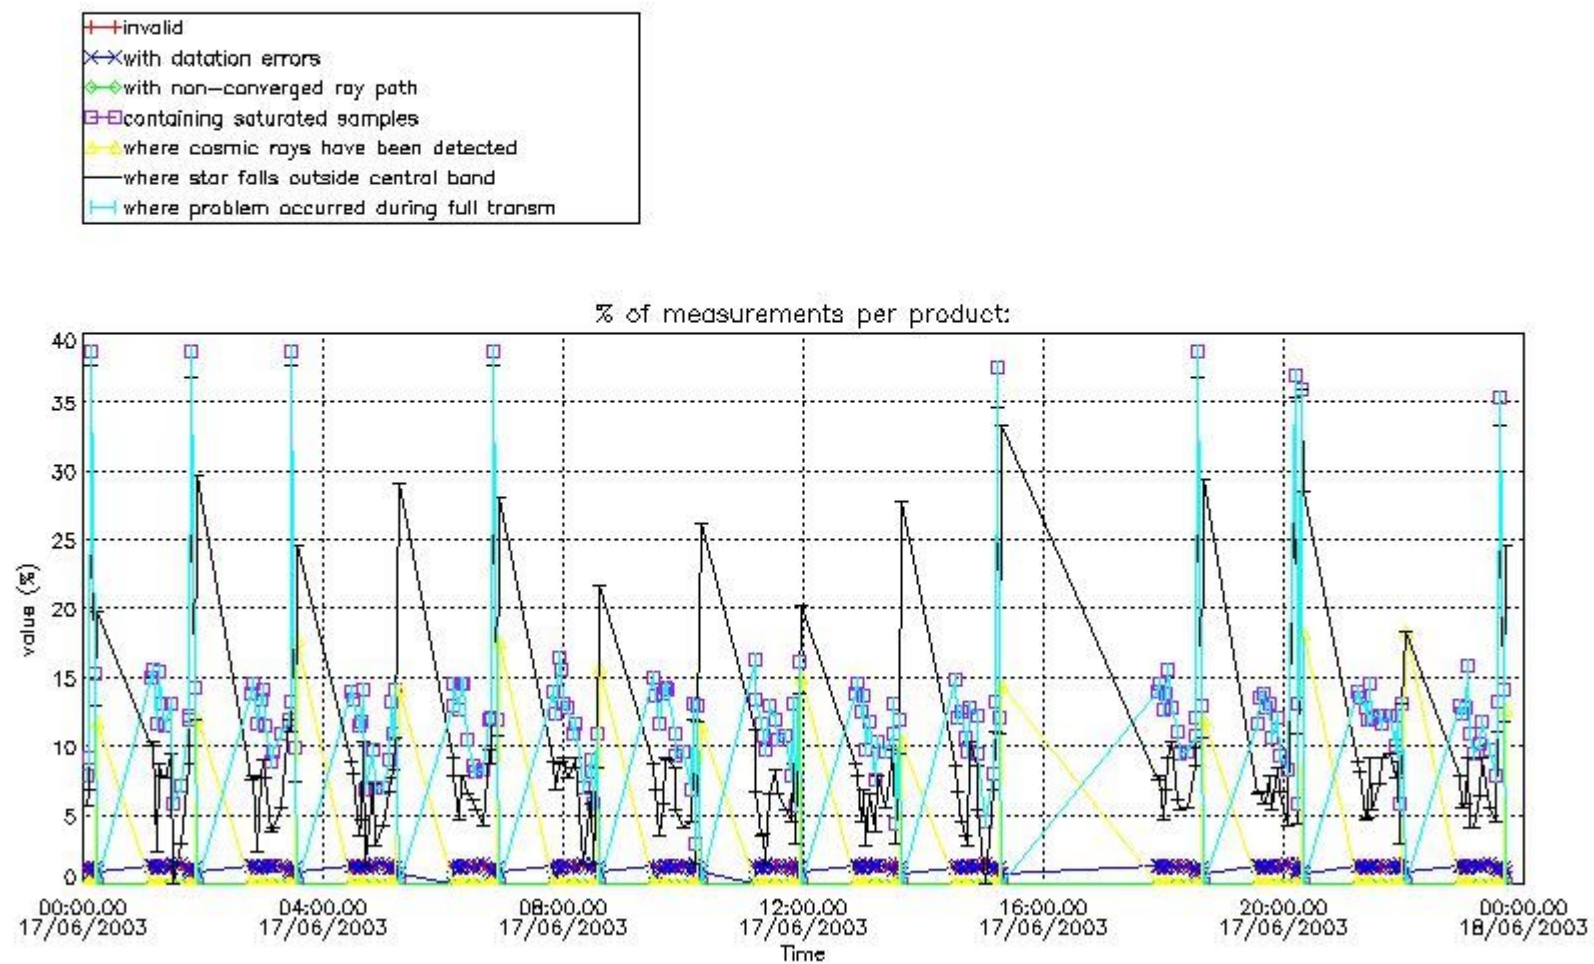 invalid
with datation errors
with non-converged ray path
containing saturated samples
where cosmic rays have been detected
where star falls outside central band
where problem occurred during full transm
% of measurements per product:
40
35
30
25
20
15
10
5
0
value (%)
00:00:00 04:00:00 08:00:00 12:00:00 16:00:00 20:00:00 00:00:00
17/06/2003 17/06/2003 17/06/2003 17/06/2003 17/06/2003 17/06/2003 18/06/2003
Time